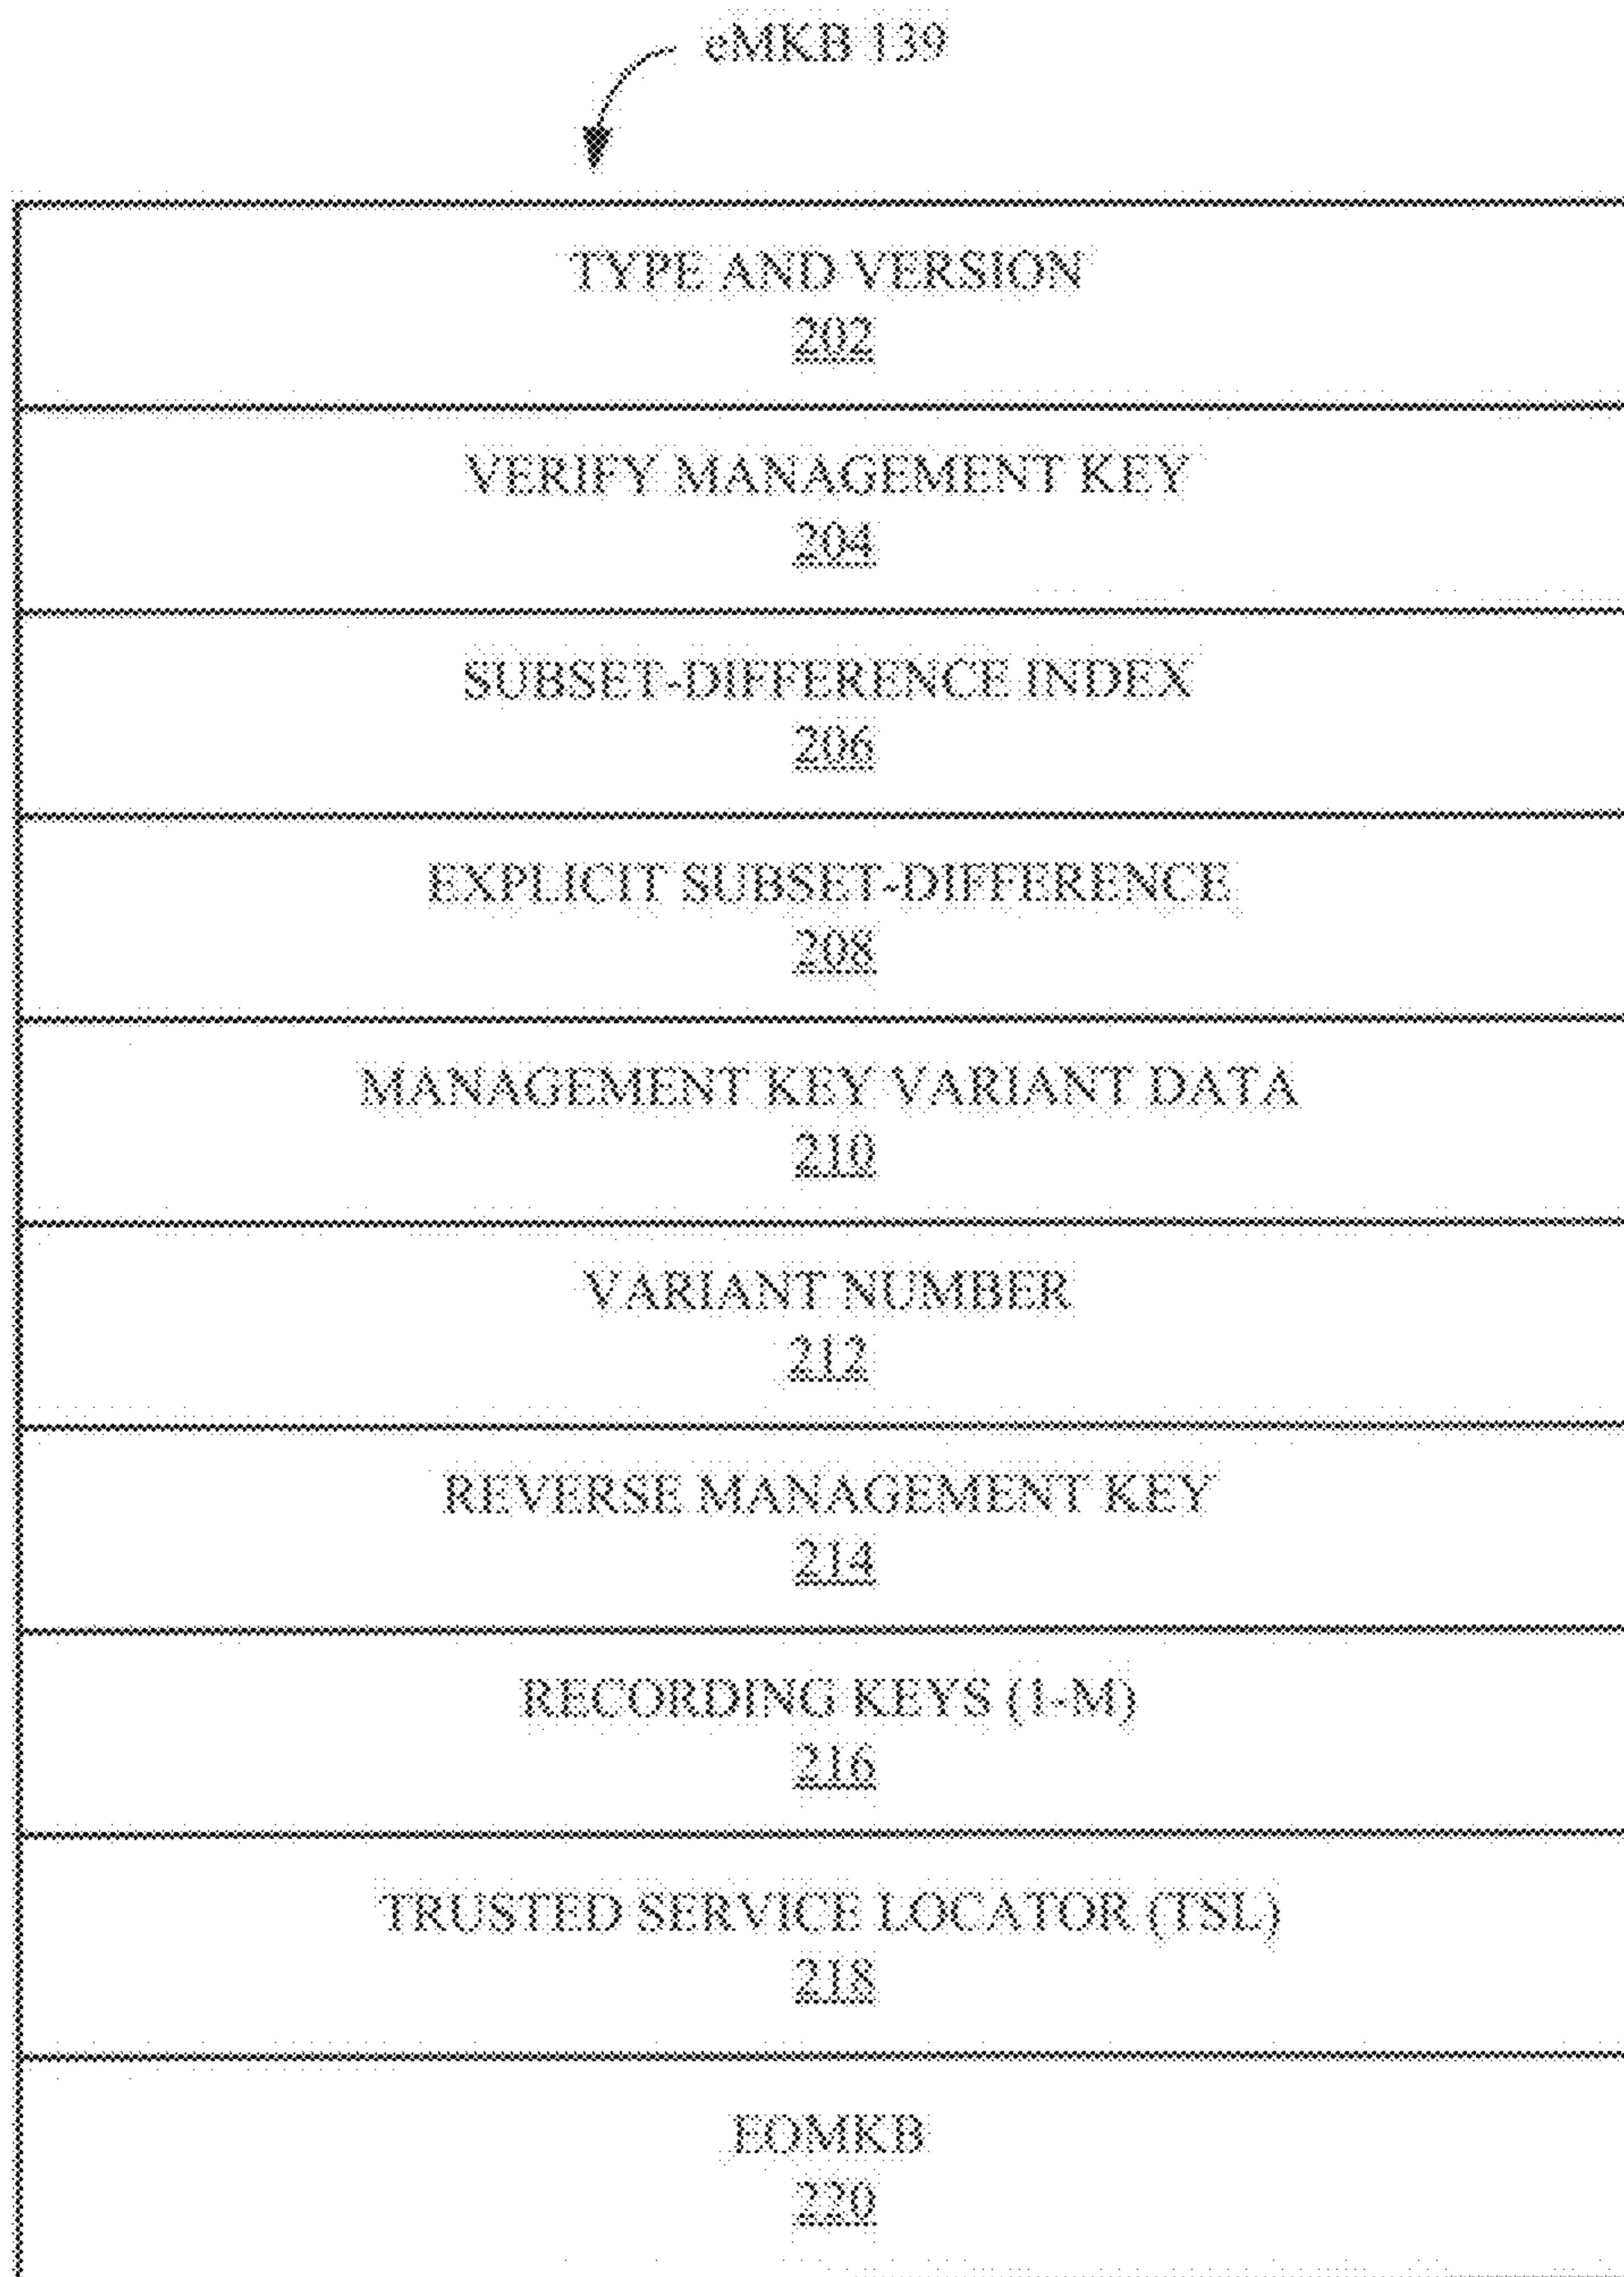 eMKB 139
TYPE AND VERSION
202
VERIFY MANAGEMENT KEY
204
SUBSET-DIFFERENCE INDEX
206
EXPLICIT SUBSET-DIFFERENCE
208
MANAGEMENT KEY VARIANT DATA
210
VARIANT NUMBER
212
REVERSE MANAGEMENT KEY
214
RECORDING KEYS (1-M)
216
TRUSTED SERVICE LOCATOR (TSL)
218
EOMKB
220